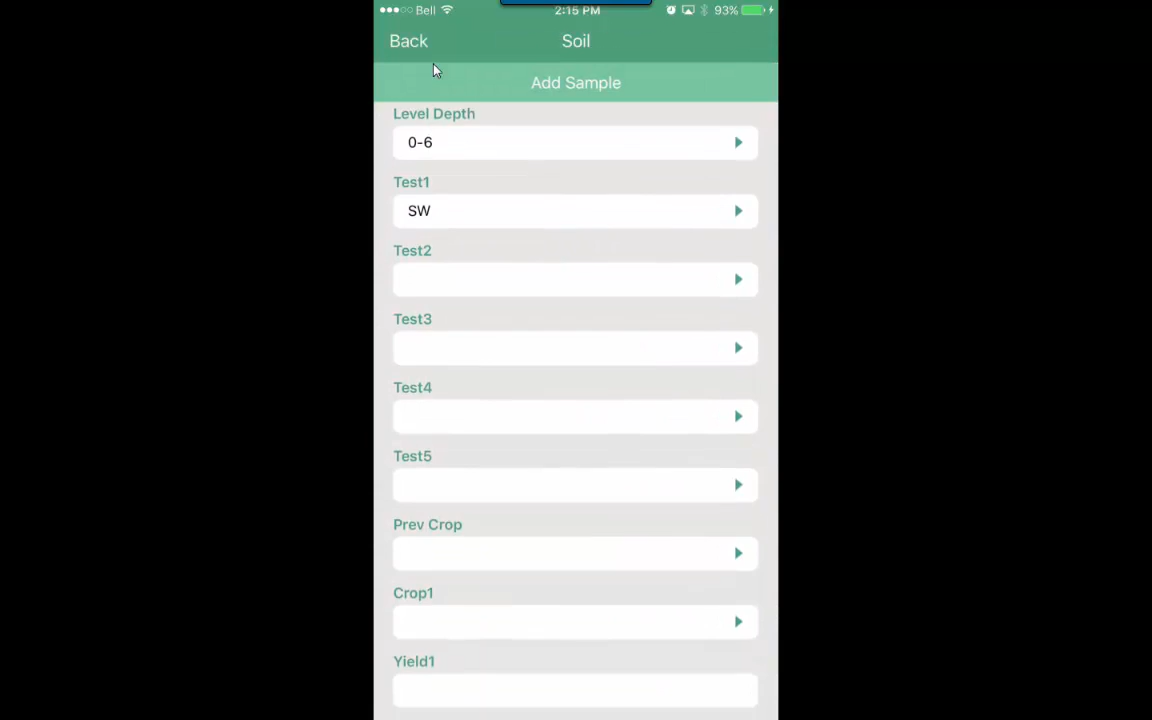 Bell 2:15 PM 93%
Back Soil
Add Sample
Level Depth
0-6
Test1
SW
Test2
Test3
Test4
Test5
Prev Crop
Crop1
Yield1